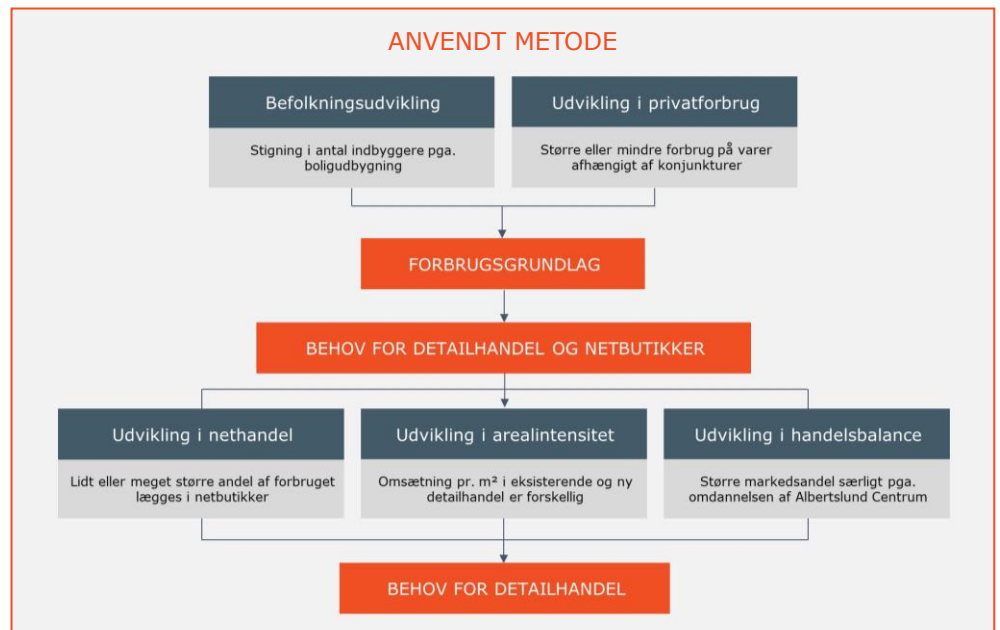 ANVENDT METODE
Befolkningsudvikling
Stigning i antal indbyggere pga.
boligudbygning
Udvikling i privatforbrug
Større eller mindre forbrug på varer
afhængigt af konjunkturer
FORBRUGSGRUNDLAG
BEHOV FOR DETAILHANDEL OG NETBUTIKKER
Udvikling i nethandel
Lidt eller meget større andel af forbruget
lægges i netbutikker
Udvikling i arealintensitet
Omsætning pr. m² i eksisterende og ny
detailhandel er forskellig
Udvikling i handelsbalance
Større markedsandel særligt pga.
omdannelsen af Albertslund Centrum
BEHOV FOR DETAILHANDEL